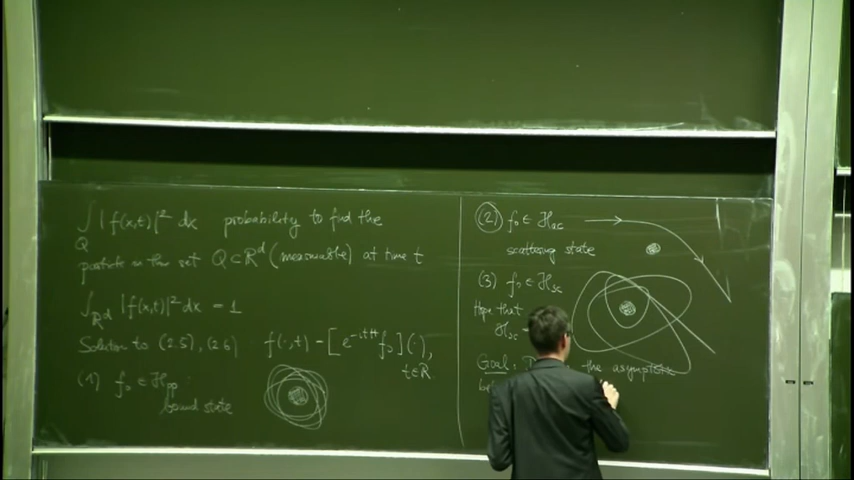 ∫_Q |f(x,t)|² dx probability to find the
particle in the set Q ⊂ ℝ^d (measurable) at time t
∫_{ℝ^d} |f(x,t)|² dx = 1
Solution to (2.5), (2.6) f(·,t) = [e^{-itH} f₀](·),
t ∈ ℝ.
(1) f₀ ∈ ℋ_pp :
bound state
(2) f₀ ∈ ℋ_ac
scattering state
(3) f₀ ∈ ℋ_sc
Hope that
ℋ_sc
Goal: the asymptotic